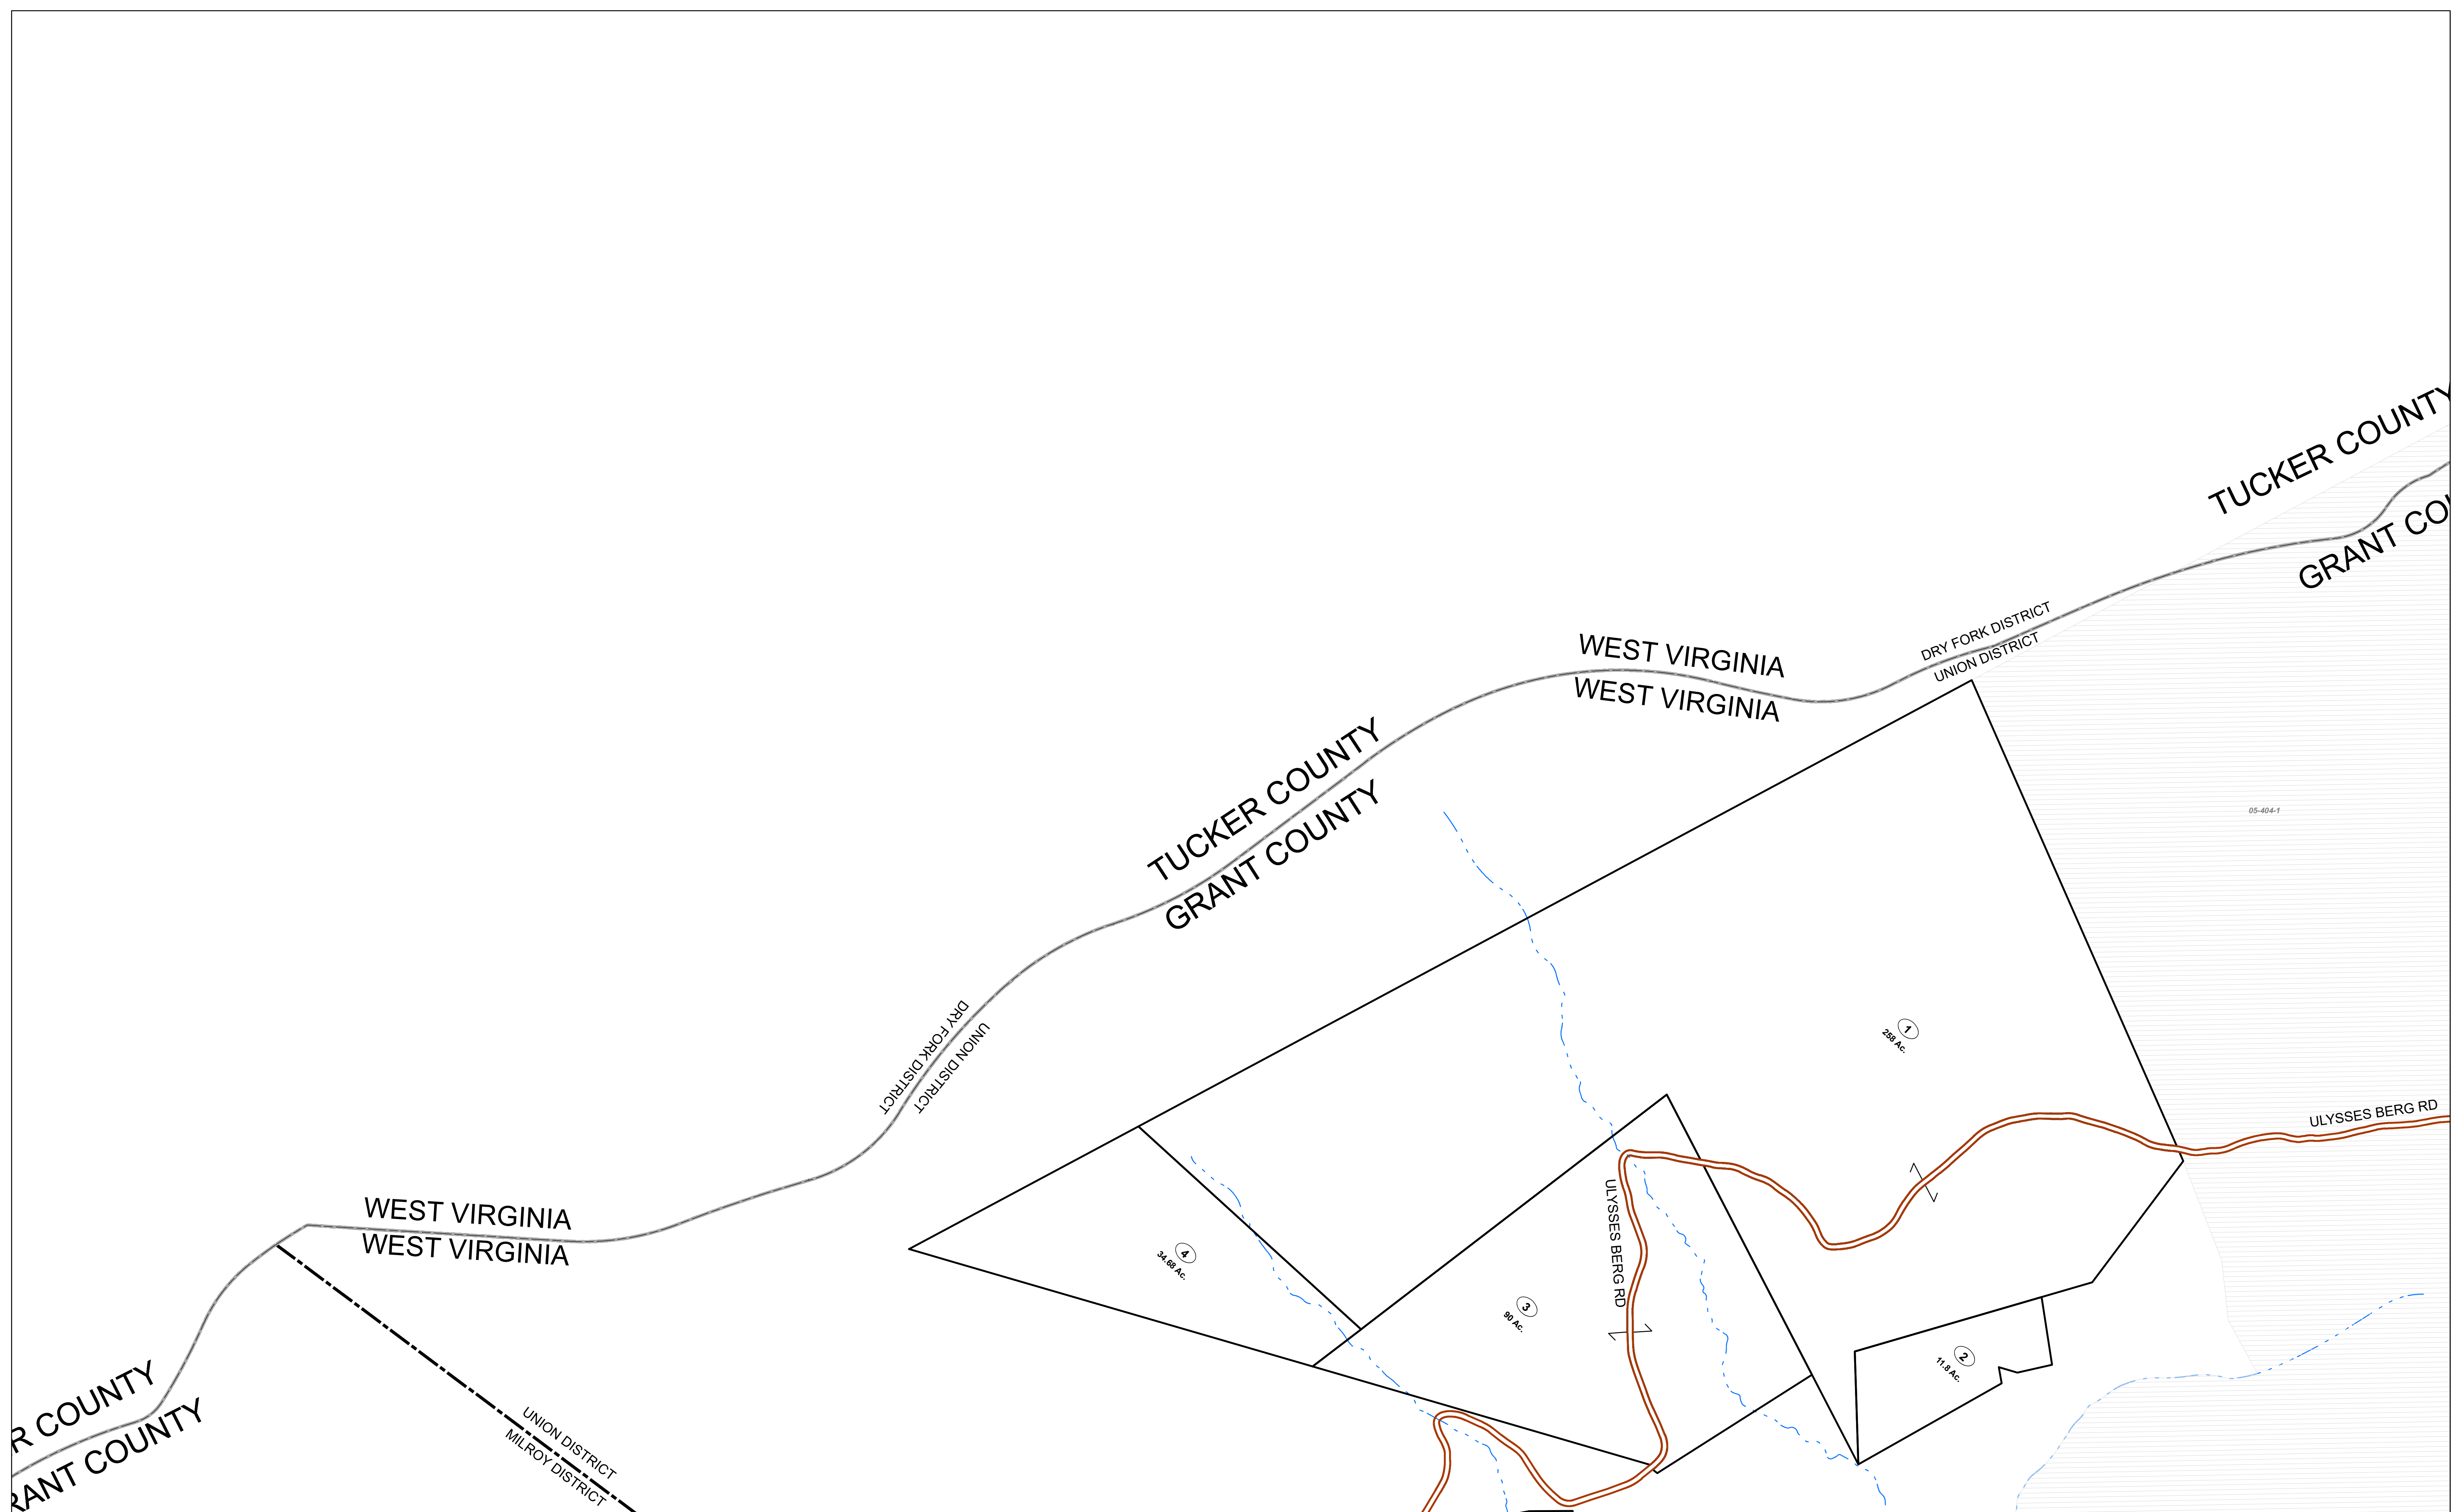 TUCKER COUNTY
GRANT COU
DRY FORK DISTRICT
UNION DISTRICT
WEST VIRGINIA
WEST VIRGINIA
TUCKER COUNTY
GRANT COUNTY
05-404-1
DRY FORK DISTRICT
UNION DISTRICT
1
258 Ac.
ULYSSES BERG RD
ULYSSES BERG RD
WEST VIRGINIA
WEST VIRGINIA
4
34.68 Ac.
3
90 Ac.
2
11.8 Ac.
R COUNTY
RANT COUNTY
UNION DISTRICT
MILROY DISTRICT